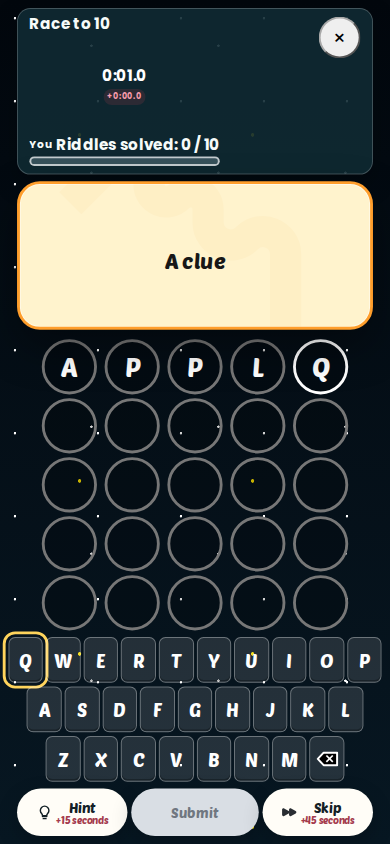 Race to 10
×
0:01.0
+0:00.0
You Riddles solved: 0 / 10
A clue
A P P L Q
Q W E R T Y U I O P
A S D F G H J K L
Z X C V B N M
Hint Submit Skip
+15 seconds +45 seconds